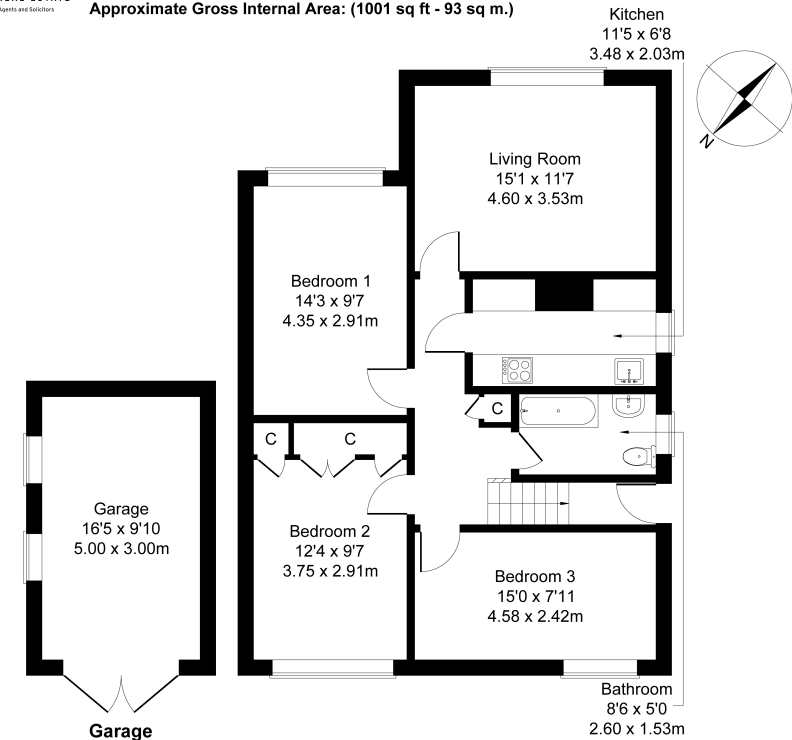 Agents and Solicitors
Approximate Gross Internal Area: (1001 sq ft - 93 sq m.)
Kitchen
11'5 x 6'8
3.48 x 2.03m
N
Living Room
15'1 x 11'7
4.60 x 3.53m
Bedroom 1
14'3 x 9'7
4.35 x 2.91m
C
C
C
Garage
16'5 x 9'10
5.00 x 3.00m
Bedroom 2
12'4 x 9'7
3.75 x 2.91m
Bedroom 3
15'0 x 7'11
4.58 x 2.42m
Bathroom
8'6 x 5'0
2.60 x 1.53m
Garage